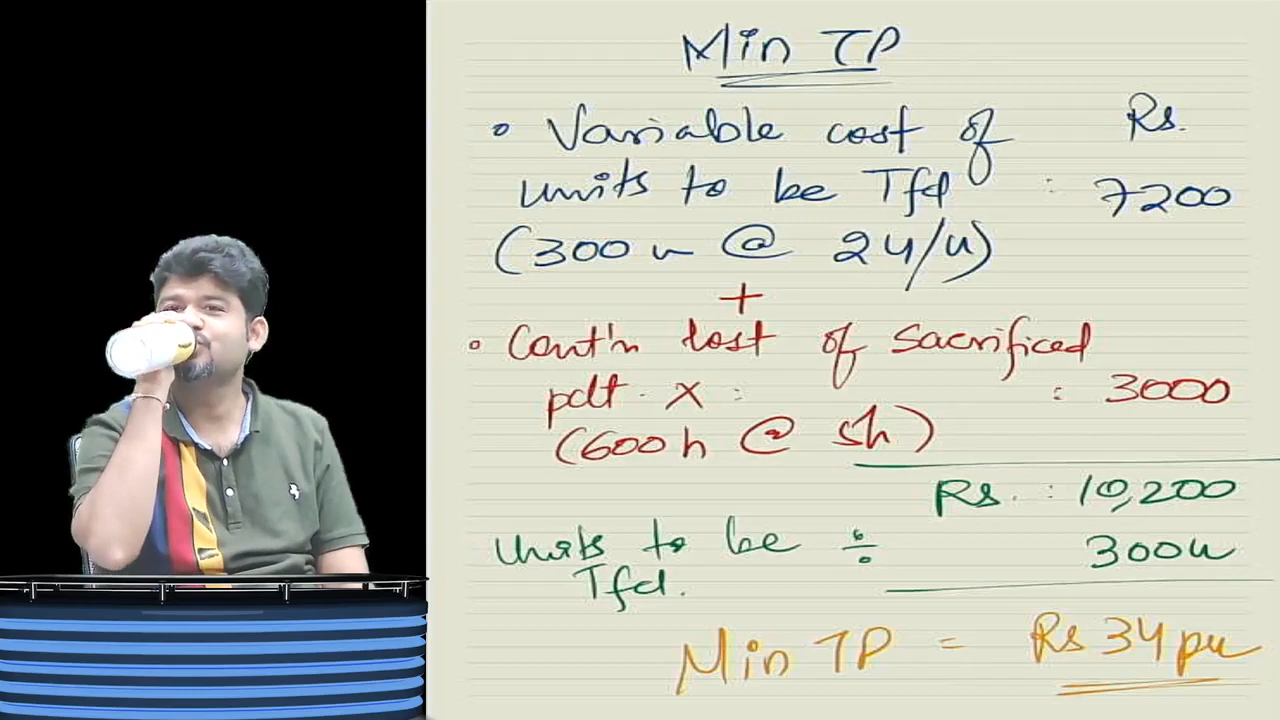 Min TP
• Variable cost of Rs.
units to be Tfd : 7200
(300 u @ 24/u)
+
• Cont'n lost of sacrificed
pdt. X : : 3000
(600 h @ 5/h)
Rs. : 10,200
Units to be ÷ 300u
Tfd.
Min TP = Rs 34 pu